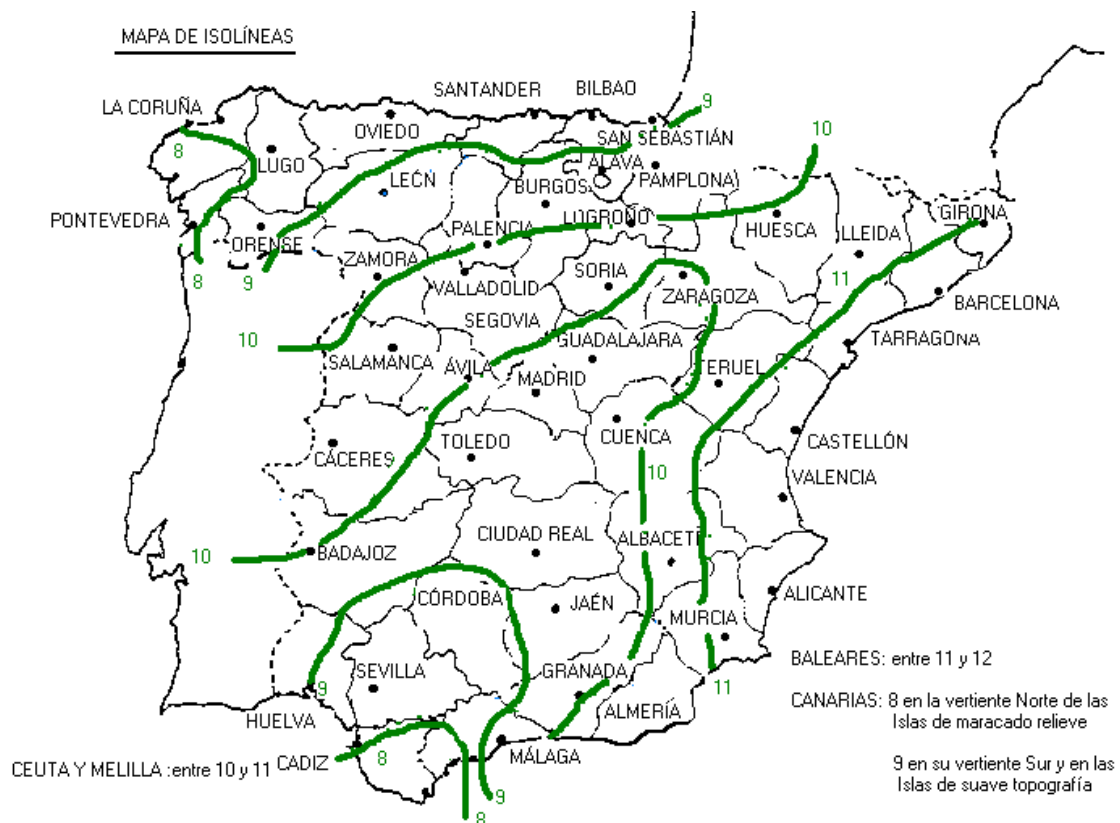 MAPA DE ISOLÍNEAS
SANTANDER
BILBAO
9
LA CORUÑA
OVIEDO
SAN SEBASTIÁN
10
8
LUGO
ÁLAVA
LEÓN
BURGOS
PAMPLONA
PONTEVEDRA
ORENSE
PALENCIA
LOGROÑO
HUESCA
GIRONA
LLEIDA
8
9
ZAMORA
VALLADOLID
SORIA
ZARAGOZA
11
BARCELONA
SEGOVIA
10
SALAMANCA
GUADALAJARA
TARRAGONA
ÁVILA
MADRID
TERUEL
CÁCERES
TOLEDO
CUENCA
CASTELLÓN
10
VALENCIA
10
BADAJOZ
CIUDAD REAL
ALBACETE
CÓRDOBA
JAÉN
ALICANTE
MURCIA
SEVILLA
GRANADA
BALEARES: entre 11 y 12
9
11
HUELVA
ALMERÍA
CANARIAS: 8 en la vertiente Norte de las
Islas de maracado relieve
CEUTA Y MELILLA :entre 10 y 11
CADIZ
8
MÁLAGA
9 en su vertiente Sur y en las
Islas de suave topografía
9
8